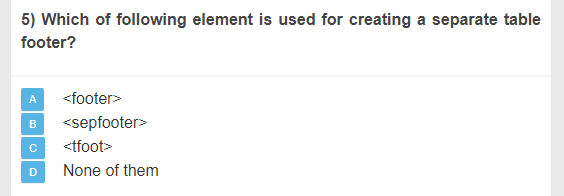 5) Which of following element is used for creating a separate table
footer?
A <footer>
B <sepfooter>
C <tfoot>
D None of them